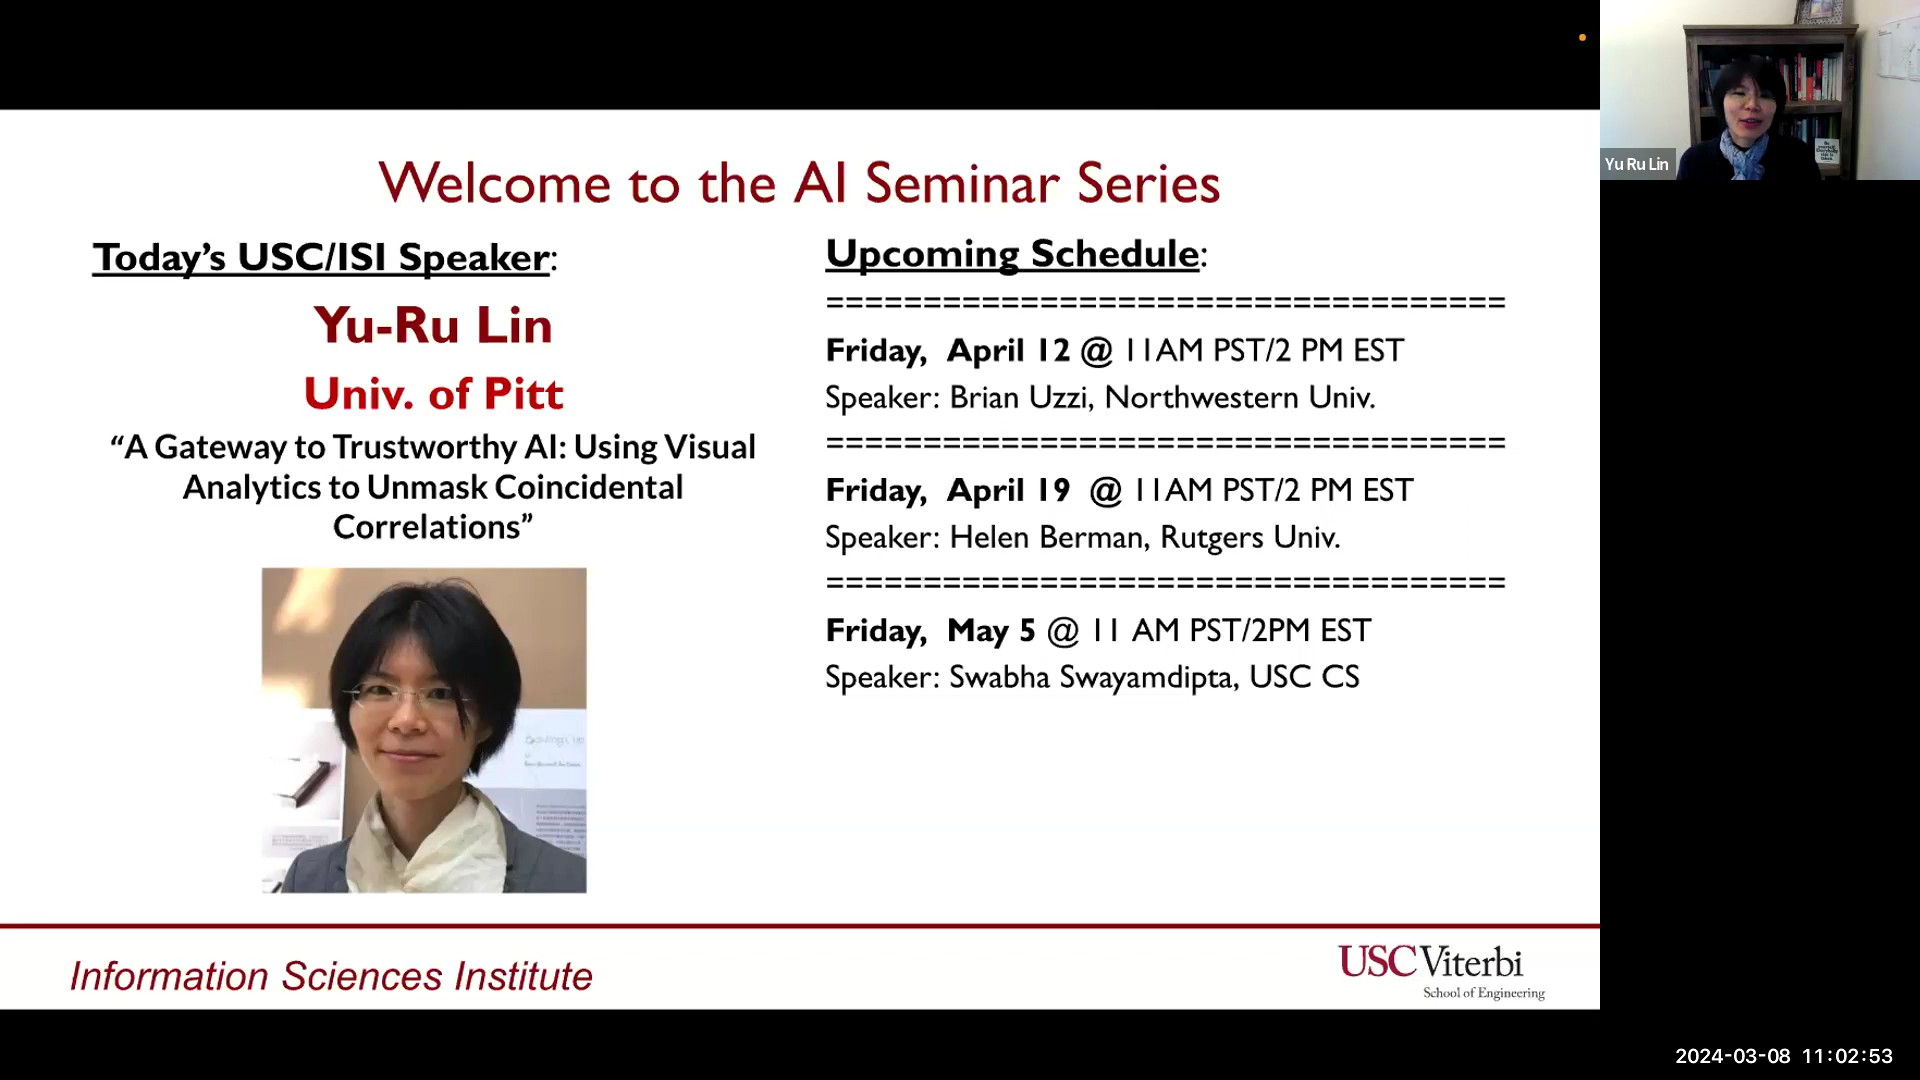 Welcome to the AI Seminar Series
Today's USC/ISI Speaker:
Yu-Ru Lin
Univ. of Pitt
“A Gateway to Trustworthy AI: Using Visual
Analytics to Unmask Coincidental
Correlations”
Upcoming Schedule:
===================================
Friday, April 12 @ 11AM PST/2 PM EST
Speaker: Brian Uzzi, Northwestern Univ.
===================================
Friday, April 19 @ 11AM PST/2 PM EST
Speaker: Helen Berman, Rutgers Univ.
===================================
Friday, May 5 @ 11 AM PST/2PM EST
Speaker: Swabha Swayamdipta, USC CS
Information Sciences Institute
USC Viterbi
School of Engineering
Yu Ru Lin
2024-03-08 11:02:53